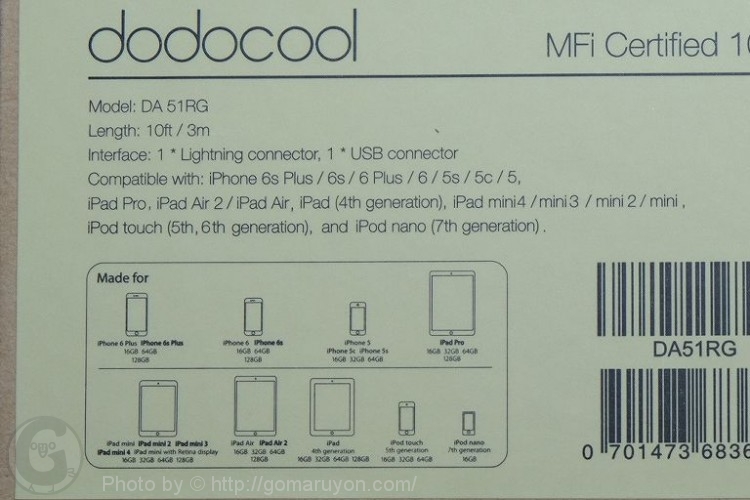 dodocool
MFi Certified 10
Model: DA 51RG
Length: 10ft / 3m
Interface: 1 * Lightning connector, 1 * USB connector
Compatible with: iPhone 6s Plus / 6s / 6 Plus / 6 / 5s / 5c / 5,
iPad Pro, iPad Air 2 / iPad Air, iPad (4th generation), iPad mini4 / mini3 / mini 2 / mini,
iPod touch (5th, 6th generation), and iPod nano (7th generation).
Made for
iPhone 6 Plus iPhone 6s Plus
16GB 64GB
128GB
iPhone 6 iPhone 6s
16GB 64GB
128GB
iPhone 5
iPhone 5c iPhone 5s
16GB 32GB 64GB
iPad Pro
16GB 32GB 64GB
128GB
iPad mini iPad mini 2 iPad mini 3
iPad mini 4 iPad mini with Retina display
16GB 32GB 64GB 128GB
iPad Air iPad Air 2
16GB 32GB 64GB
128GB
iPad
4th generation
16GB 32GB 64GB 128GB
iPod touch
5th generation
16GB 32GB 64GB
iPod nano
7th generation
16GB
DA51RG
0 701473 6836
Photo by © http://gomaruyon.com/